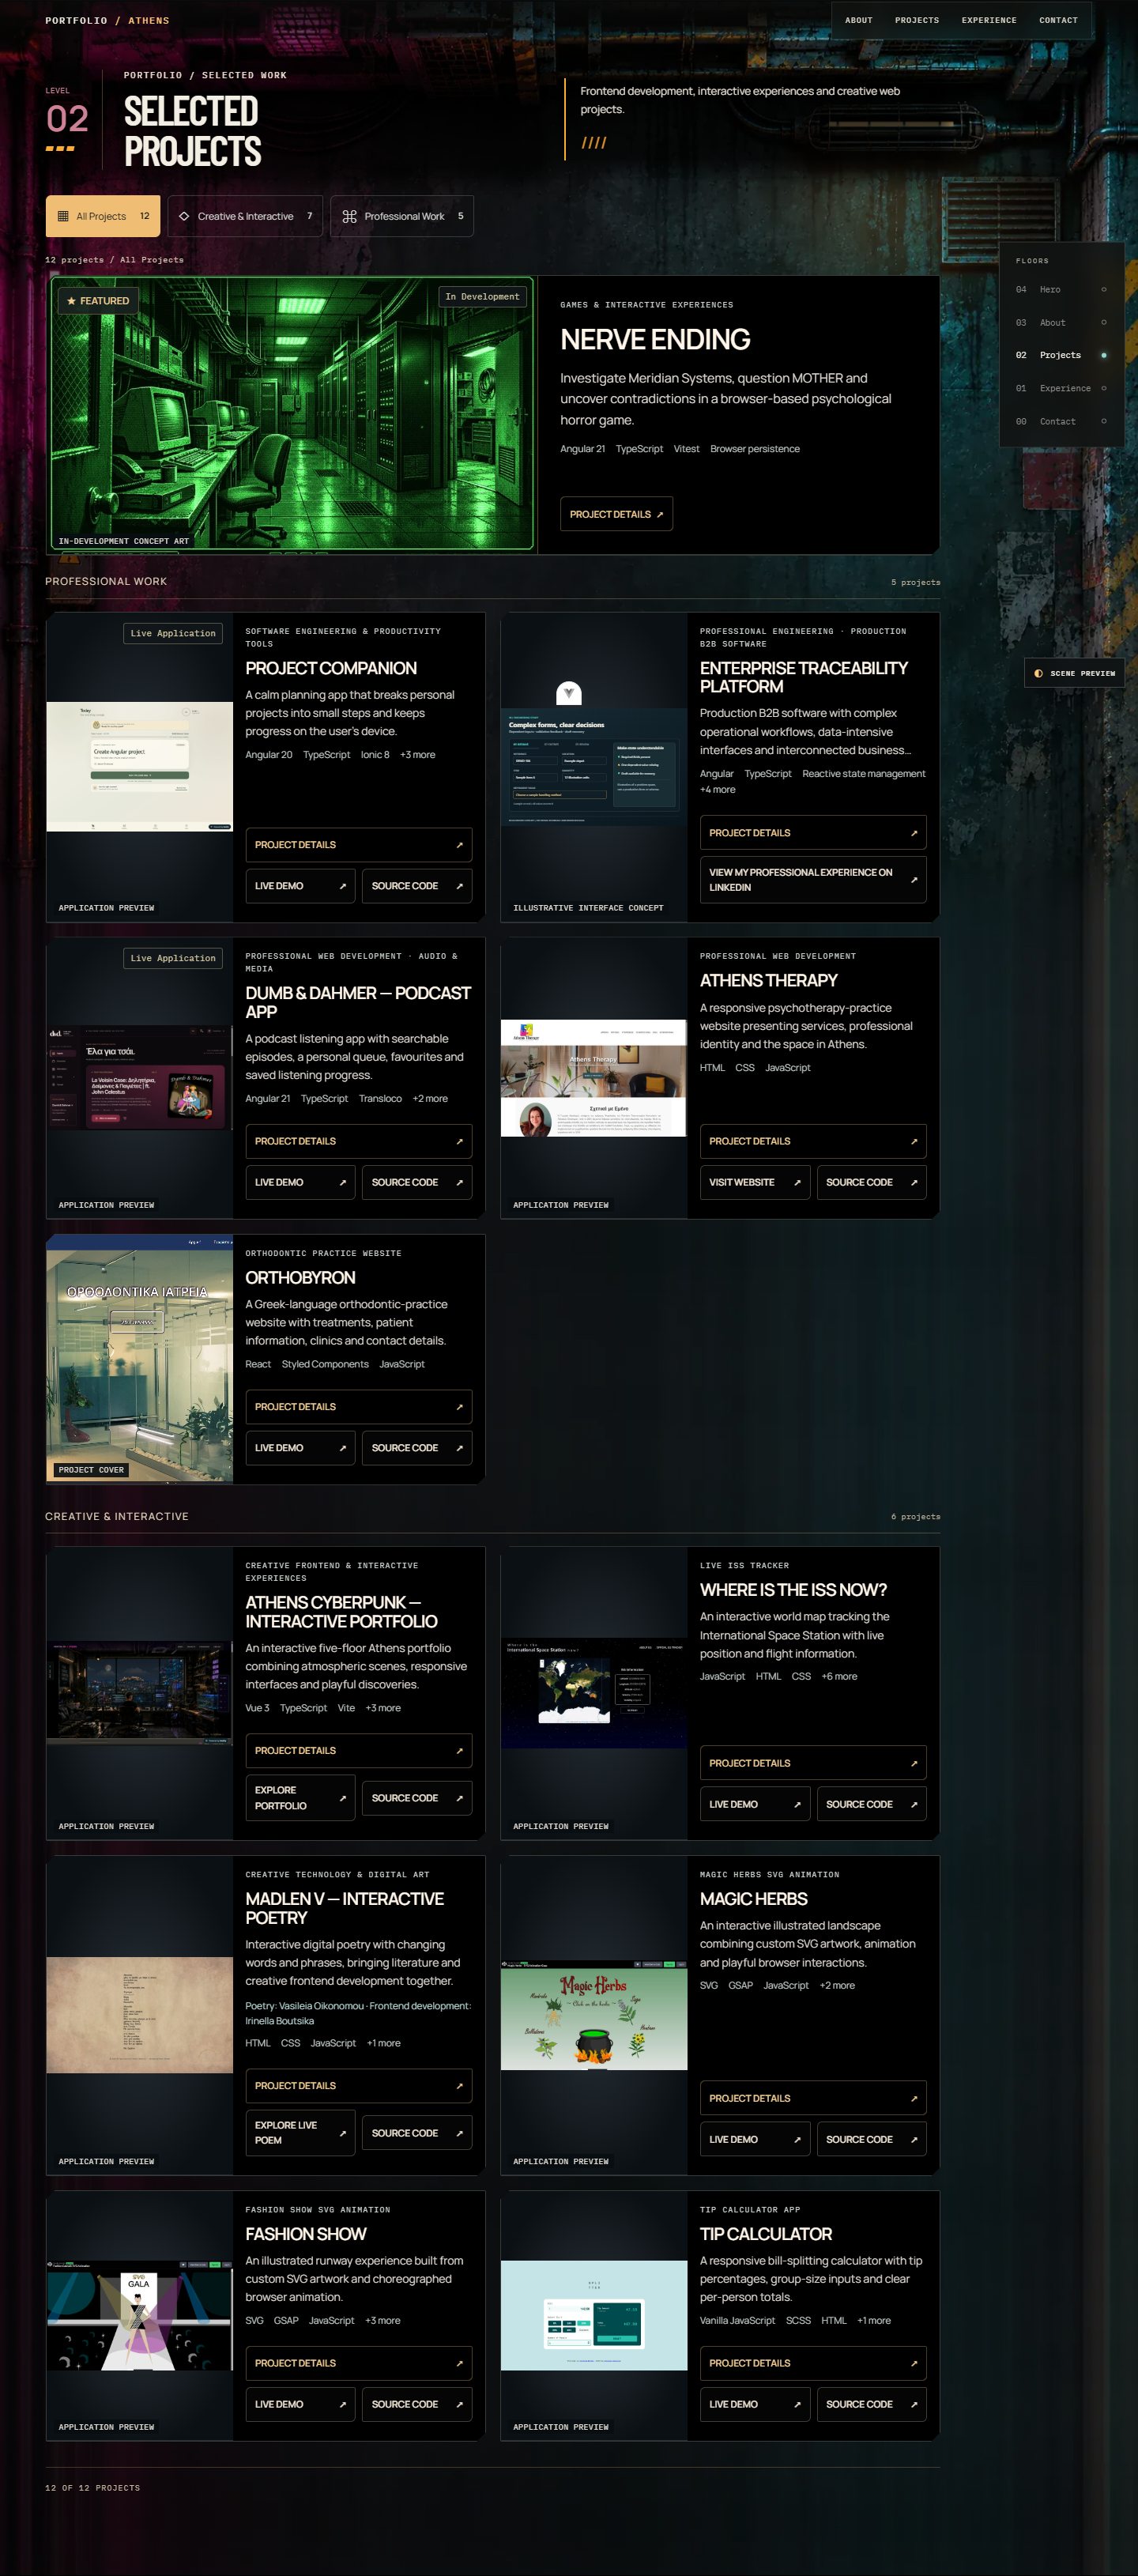 PORTFOLIO / ATHENS
ABOUT PROJECTS EXPERIENCE CONTACT
LEVEL
02
PORTFOLIO / SELECTED WORK
SELECTED
PROJECTS
Frontend development, interactive experiences and creative web
projects.
////
All Projects 12
Creative & Interactive 7
Professional Work 5
12 projects / All Projects
FLOORS
04 Hero
03 About
02 Projects
01 Experience
00 Contact
SCENE PREVIEW
★ FEATURED
In Development
IN-DEVELOPMENT CONCEPT ART
GAMES & INTERACTIVE EXPERIENCES
NERVE ENDING
Investigate Meridian Systems, question MOTHER and
uncover contradictions in a browser-based psychological
horror game.
Angular 21 TypeScript Vitest Browser persistence
PROJECT DETAILS ↗
PROFESSIONAL WORK
5 projects
Live Application
Today
Create Angular project
APPLICATION PREVIEW
SOFTWARE ENGINEERING & PRODUCTIVITY
TOOLS
PROJECT COMPANION
A calm planning app that breaks personal
projects into small steps and keeps
progress on the user's device.
Angular 20 TypeScript Ionic 8 +3 more
PROJECT DETAILS ↗
LIVE DEMO ↗
SOURCE CODE ↗
Complex forms, clear decisions
ILLUSTRATIVE INTERFACE CONCEPT
PROFESSIONAL ENGINEERING · PRODUCTION
B2B SOFTWARE
ENTERPRISE TRACEABILITY
PLATFORM
Production B2B software with complex
operational workflows, data-intensive
interfaces and interconnected business...
Angular TypeScript Reactive state management
+4 more
PROJECT DETAILS ↗
VIEW MY PROFESSIONAL EXPERIENCE ON
LINKEDIN ↗
Live Application
Έλα για τσάι.
APPLICATION PREVIEW
PROFESSIONAL WEB DEVELOPMENT · AUDIO &
MEDIA
DUMB & DAHMER — PODCAST
APP
A podcast listening app with searchable
episodes, a personal queue, favourites and
saved listening progress.
Angular 21 TypeScript Transloco +2 more
PROJECT DETAILS ↗
LIVE DEMO ↗
SOURCE CODE ↗
Athens Therapy
Σχετικά με Εμένα
APPLICATION PREVIEW
PROFESSIONAL WEB DEVELOPMENT
ATHENS THERAPY
A responsive psychotherapy-practice
website presenting services, professional
identity and the space in Athens.
HTML CSS JavaScript
PROJECT DETAILS ↗
VISIT WEBSITE ↗
SOURCE CODE ↗
ΟΡΘΟΔΟΝΤΙΚΑ ΙΑΤΡΕΙΑ
PROJECT COVER
ORTHODONTIC PRACTICE WEBSITE
ORTHOBYRON
A Greek-language orthodontic-practice
website with treatments, patient
information, clinics and contact details.
React Styled Components JavaScript
PROJECT DETAILS ↗
LIVE DEMO ↗
SOURCE CODE ↗
CREATIVE & INTERACTIVE
6 projects
APPLICATION PREVIEW
CREATIVE FRONTEND & INTERACTIVE
EXPERIENCES
ATHENS CYBERPUNK —
INTERACTIVE PORTFOLIO
An interactive five-floor Athens portfolio
combining atmospheric scenes, responsive
interfaces and playful discoveries.
Vue 3 TypeScript Vite +3 more
PROJECT DETAILS ↗
EXPLORE
PORTFOLIO ↗
SOURCE CODE ↗
International Space Station
APPLICATION PREVIEW
LIVE ISS TRACKER
WHERE IS THE ISS NOW?
An interactive world map tracking the
International Space Station with live
position and flight information.
JavaScript HTML CSS +6 more
PROJECT DETAILS ↗
LIVE DEMO ↗
SOURCE CODE ↗
APPLICATION PREVIEW
CREATIVE TECHNOLOGY & DIGITAL ART
MADLEN V — INTERACTIVE
POETRY
Interactive digital poetry with changing
words and phrases, bringing literature and
creative frontend development together.
Poetry: Vasileia Oikonomou · Frontend development:
Irinella Boutsika
HTML CSS JavaScript +1 more
PROJECT DETAILS ↗
EXPLORE LIVE
POEM ↗
SOURCE CODE ↗
Magic Herbs
APPLICATION PREVIEW
MAGIC HERBS SVG ANIMATION
MAGIC HERBS
An interactive illustrated landscape
combining custom SVG artwork, animation
and playful browser interactions.
SVG GSAP JavaScript +2 more
PROJECT DETAILS ↗
LIVE DEMO ↗
SOURCE CODE ↗
SVG
GALA
APPLICATION PREVIEW
FASHION SHOW SVG ANIMATION
FASHION SHOW
An illustrated runway experience built from
custom SVG artwork and choreographed
browser animation.
SVG GSAP JavaScript +3 more
PROJECT DETAILS ↗
LIVE DEMO ↗
SOURCE CODE ↗
APPLICATION PREVIEW
TIP CALCULATOR APP
TIP CALCULATOR
A responsive bill-splitting calculator with tip
percentages, group-size inputs and clear
per-person totals.
Vanilla JavaScript SCSS HTML +1 more
PROJECT DETAILS ↗
LIVE DEMO ↗
SOURCE CODE ↗
12 OF 12 PROJECTS